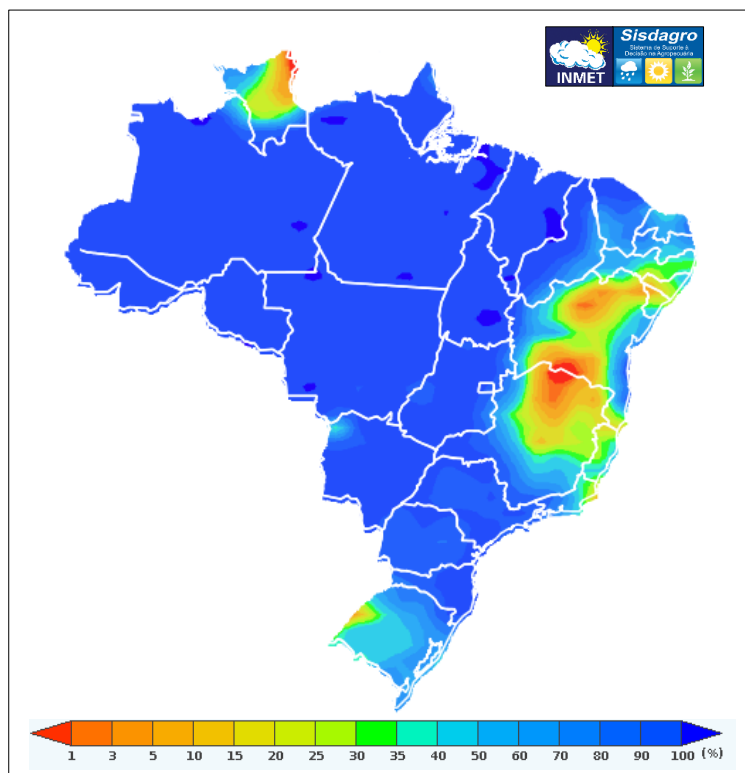 Sisdagro
Sistema de Suporte à
Decisão na Agropecuária
INMET
1 3 5 10 15 20 25 30 35 40 50 60 70 80 90 100 (%)